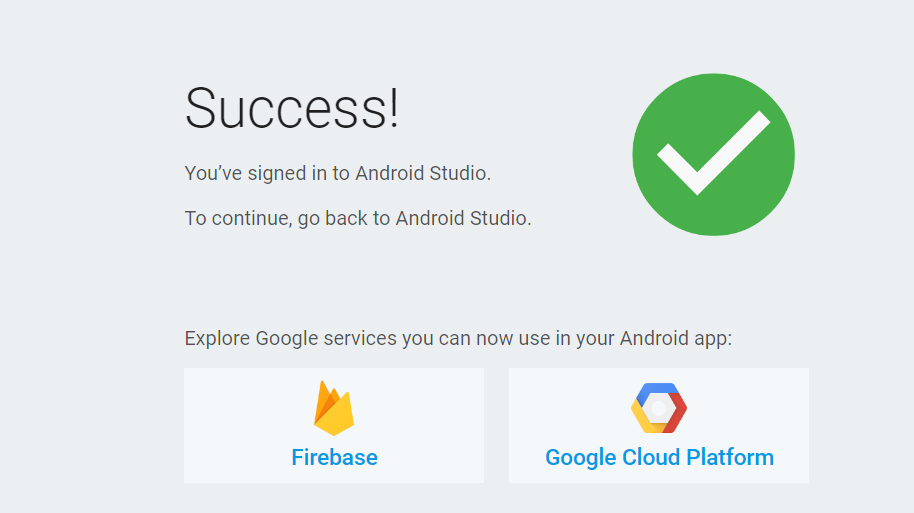 Success!
You’ve signed in to Android Studio.
To continue, go back to Android Studio.
Explore Google services you can now use in your Android app:
Firebase
Google Cloud Platform